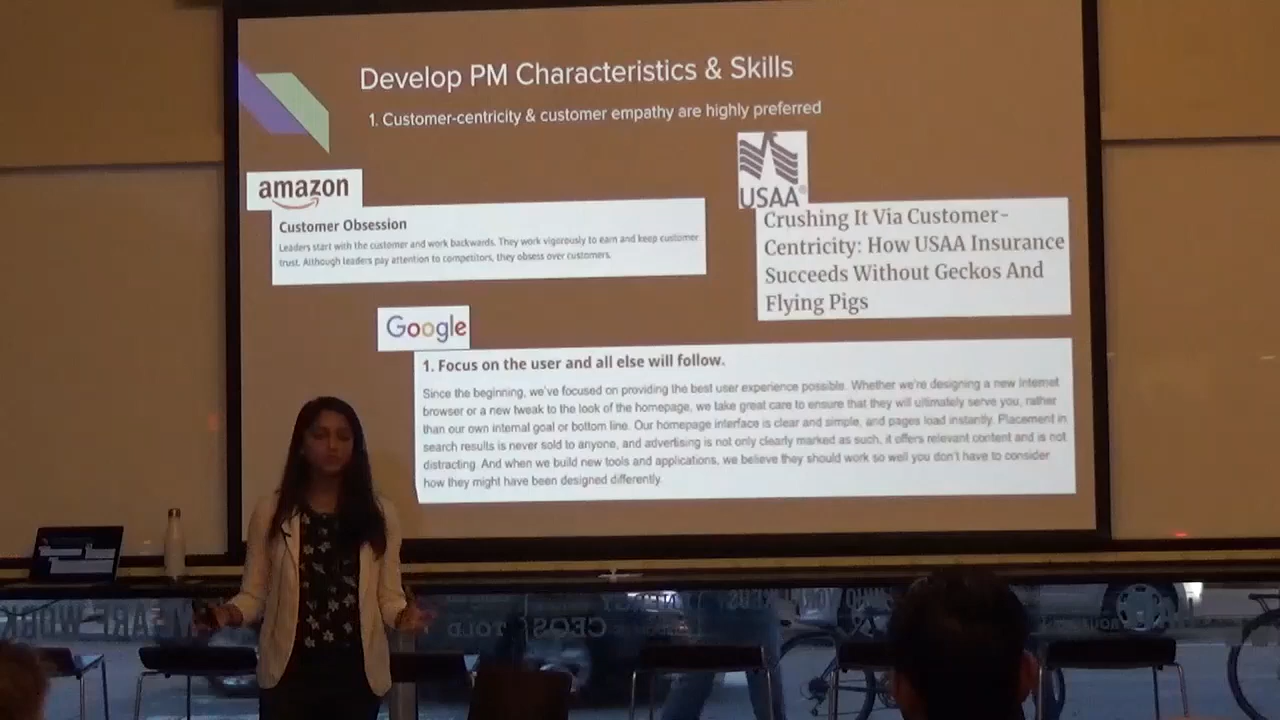 Develop PM Characteristics & Skills
1. Customer-centricity & customer empathy are highly preferred
amazon
USAA®
Customer Obsession
Leaders start with the customer and work backwards. They work vigorously to earn and keep customer
trust. Although leaders pay attention to competitors, they obsess over customers.
Crushing It Via Customer-
Centricity: How USAA Insurance
Succeeds Without Geckos And
Flying Pigs
Google
1. Focus on the user and all else will follow.
Since the beginning, we've focused on providing the best user experience possible. Whether we're designing a new Internet
browser or a new tweak to the look of the homepage, we take great care to ensure that they will ultimately serve you, rather
than our own internal goal or bottom line. Our homepage interface is clear and simple, and pages load instantly. Placement in
search results is never sold to anyone, and advertising is not only clearly marked as such, it offers relevant content and is not
distracting. And when we build new tools and applications, we believe they should work so well you don't have to consider
how they might have been designed differently.
CEOS
TOLD